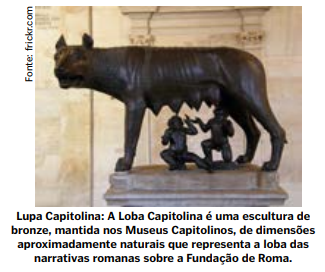 Fonte: frickr.com
Lupa Capitolina: A Loba Capitolina é uma escultura de
bronze, mantida nos Museus Capitolinos, de dimensões
aproximadamente naturais que representa a loba das
narrativas romanas sobre a Fundação de Roma.